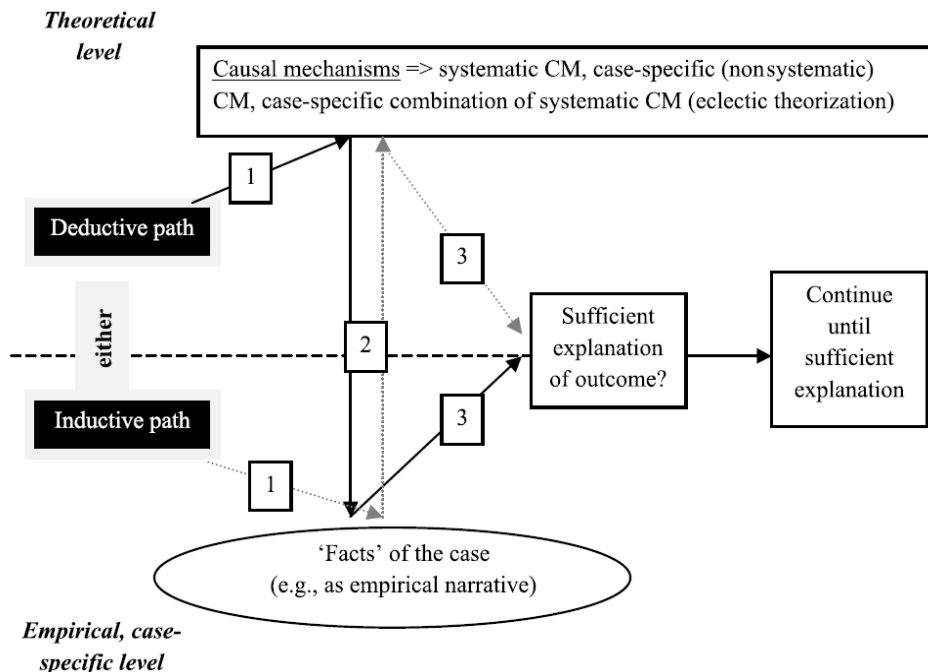 Theoretical
level
Causal mechanisms => systematic CM, case-specific (nonsystematic)
CM, case-specific combination of systematic CM (eclectic theorization)
1
Deductive path
3
either
2
Sufficient
explanation
of outcome?
Continue
until
sufficient
explanation
Inductive path
3
1
‘Facts’ of the case
(e.g., as empirical narrative)
Empirical, case-
specific level